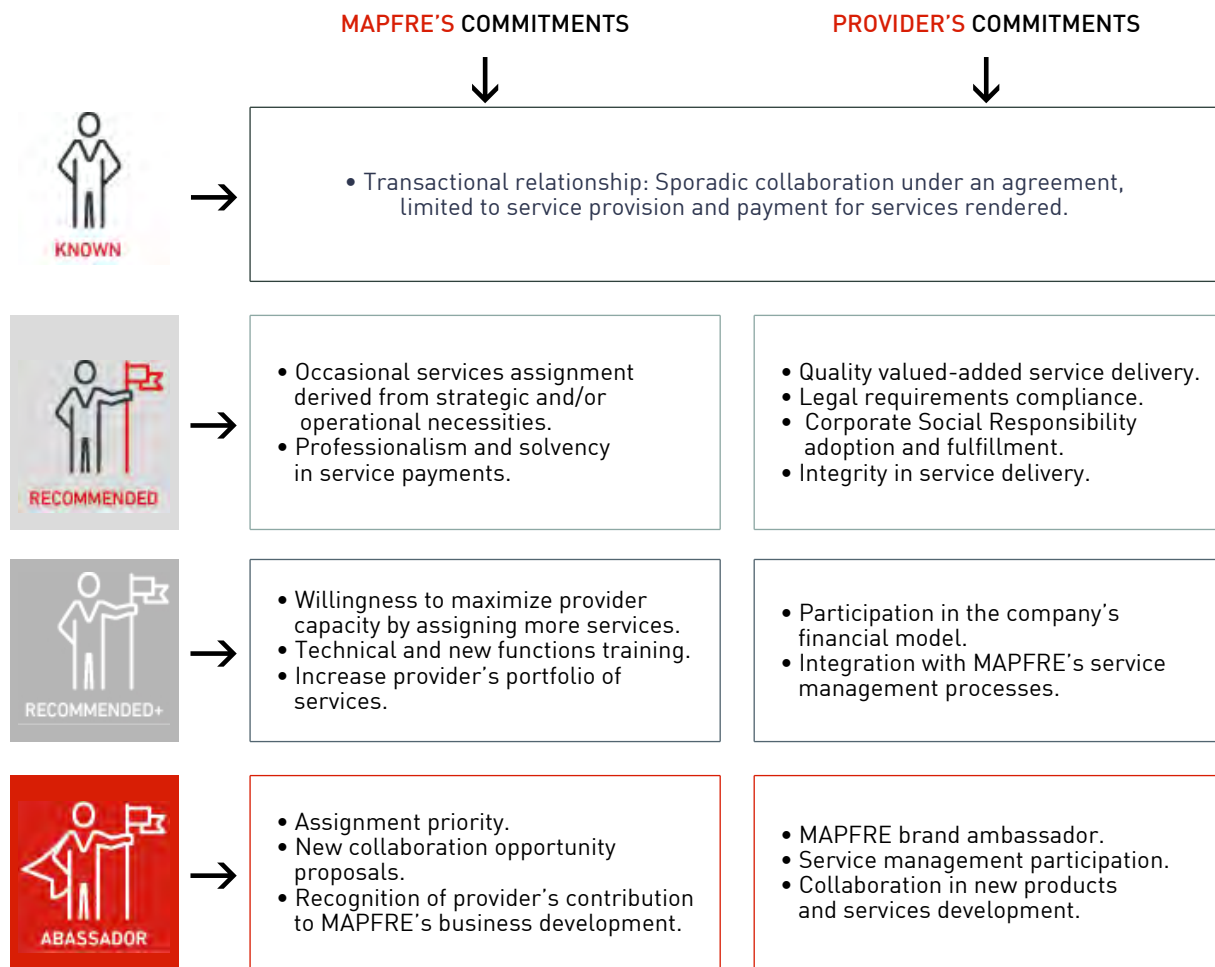 MAPFRE'S COMMITMENTS
PROVIDER'S COMMITMENTS
KNOWN
• Transactional relationship: Sporadic collaboration under an agreement,
limited to service provision and payment for services rendered.
RECOMMENDED
• Occasional services assignment
derived from strategic and/or
operational necessities.
• Professionalism and solvency
in service payments.
• Quality valued-added service delivery.
• Legal requirements compliance.
• Corporate Social Responsibility
adoption and fulfillment.
• Integrity in service delivery.
RECOMMENDED+
• Willingness to maximize provider
capacity by assigning more services.
• Technical and new functions training.
• Increase provider's portfolio of
services.
• Participation in the company's
financial model.
• Integration with MAPFRE's service
management processes.
ABASSADOR
• Assignment priority.
• New collaboration opportunity
proposals.
• Recognition of provider's contribution
to MAPFRE's business development.
• MAPFRE brand ambassador.
• Service management participation.
• Collaboration in new products
and services development.